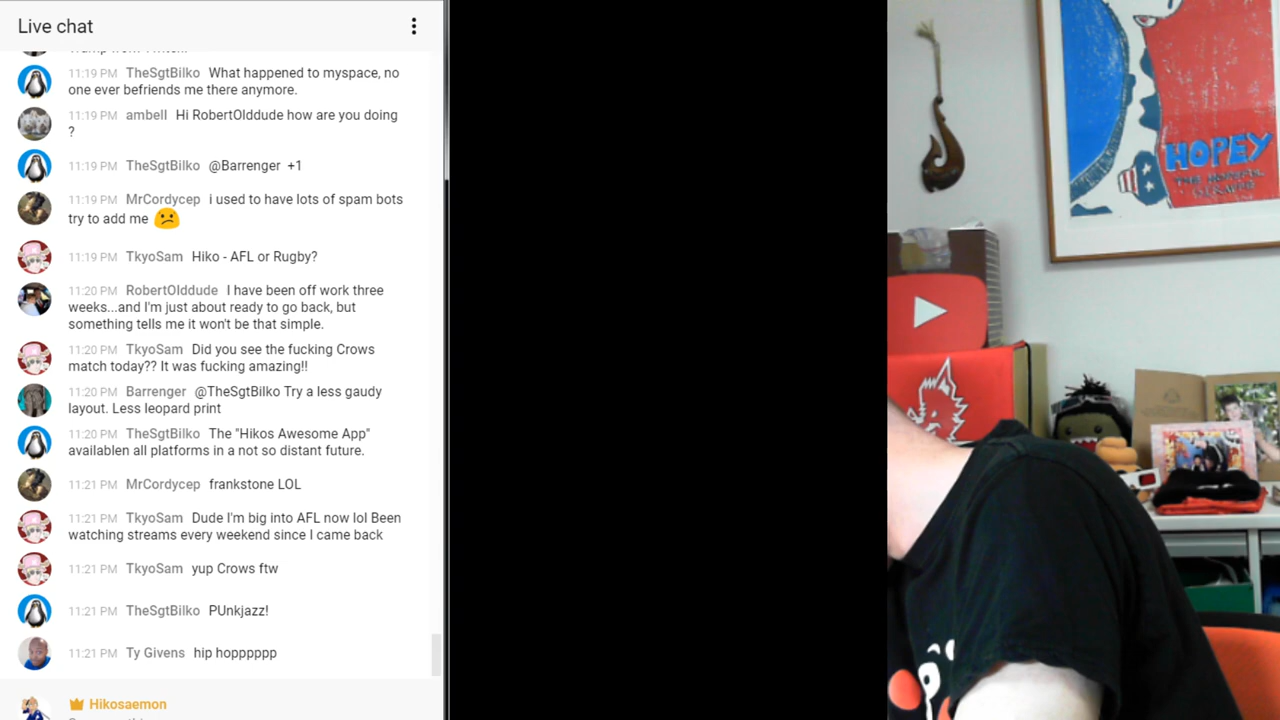 Live chat
11:19 PM TheSgtBilko What happened to myspace, no
one ever befriends me there anymore.
11:19 PM ambell Hi RobertOlddude how are you doing
?
11:19 PM TheSgtBilko @Barrenger +1
11:19 PM MrCordycep i used to have lots of spam bots
try to add me
11:19 PM TkyoSam Hiko - AFL or Rugby?
11:20 PM RobertOlddude I have been off work three
weeks...and I'm just about ready to go back, but
something tells me it won't be that simple.
11:20 PM TkyoSam Did you see the fucking Crows
match today?? It was fucking amazing!!
11:20 PM Barrenger @TheSgtBilko Try a less gaudy
layout. Less leopard print
11:20 PM TheSgtBilko The "Hikos Awesome App"
availablen all platforms in a not so distant future.
11:21 PM MrCordycep frankstone LOL
11:21 PM TkyoSam Dude I'm big into AFL now lol Been
watching streams every weekend since I came back
11:21 PM TkyoSam yup Crows ftw
11:21 PM TheSgtBilko PUnkjazz!
11:21 PM Ty Givens hip hopppppp
Hikosaemon
HOPEY